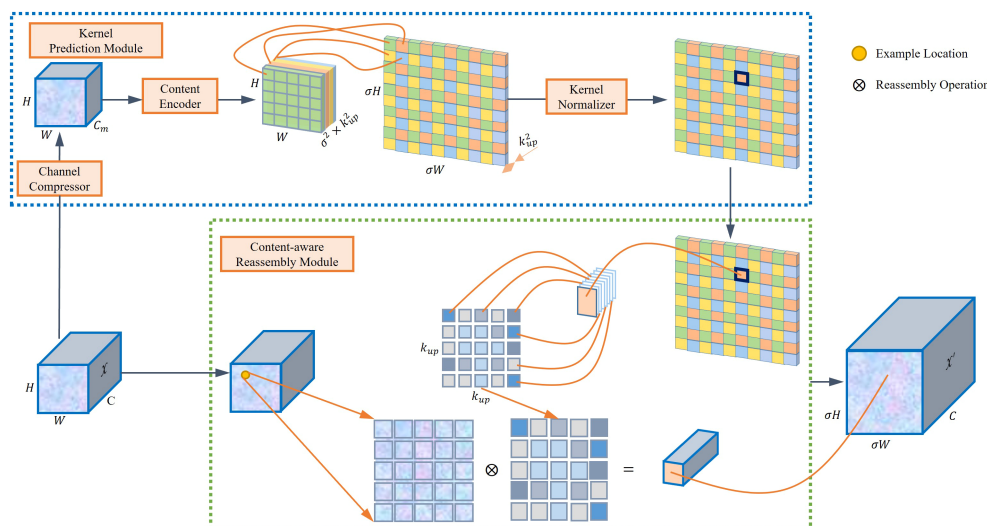 Kernel
Prediction Module
H
W
C_m
Content
Encoder
H
W
σ² × k²_up
σH
σW
k²_up
Kernel
Normalizer
Example Location
⊗ Reassembly Operation
Channel
Compressor
Content-aware
Reassembly Module
H
W
C
χ
k_up
k_up
⊗
=
σH
σW
C
χ′